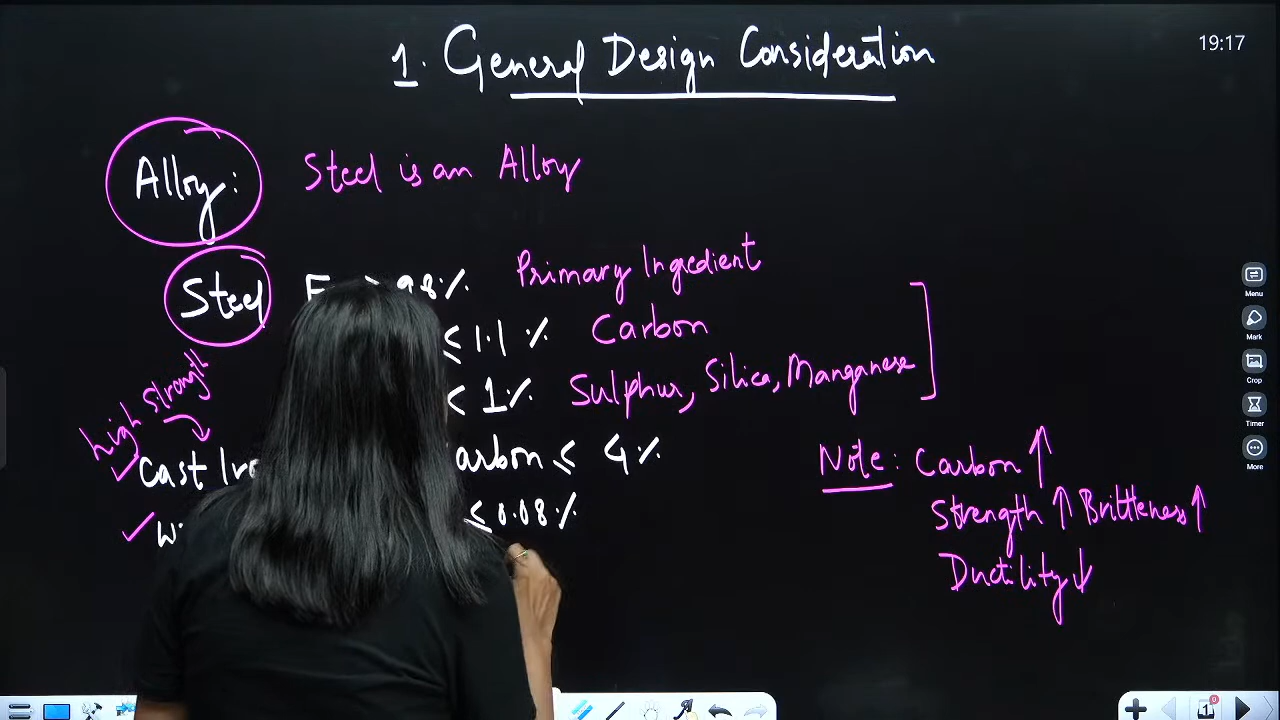 1. General Design Consideration
19:17
Alloy: Steel is an Alloy
Steel 98% Primary Ingredient
≤ 1.1 % Carbon
< 1% Sulphur, Silica, Manganese
high strength
Cast arbon ≤ 4%
≤ 0.08%
Note: Carbon ↑
Strength ↑ Brittleness ↑
Ductility ↓
Menu
Mark
Crop
Timer
More
1